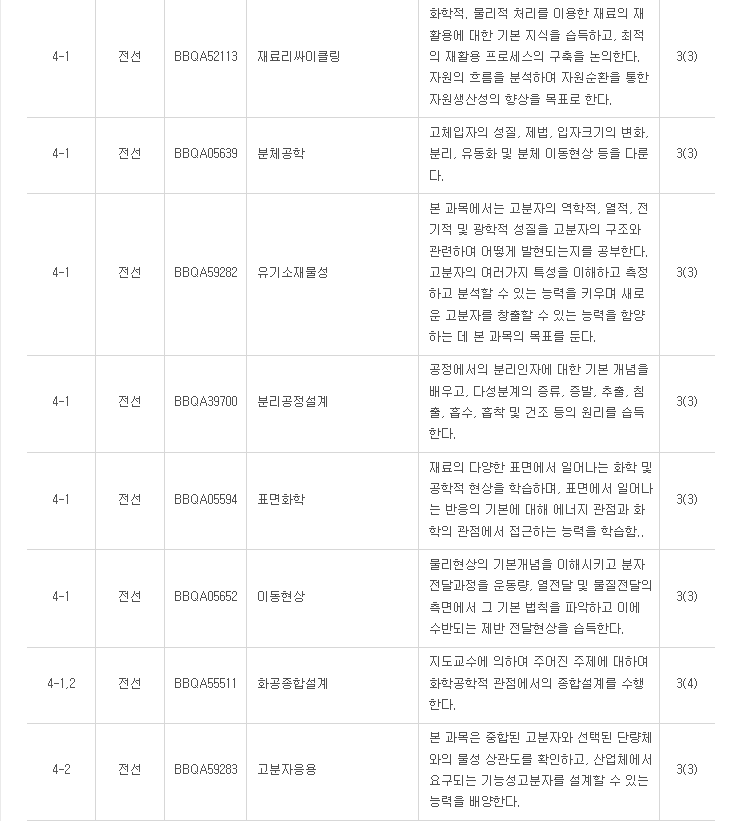 화학적. 물리적 처리를 이용한 재료의 재
활용에 대한 기본 지식을 습득하고, 최적
4-1 전선 BBQA52113 재료리싸이클링 의 재활용 프로세스의 구축을 논의한다. 3(3)
자원의 흐름을 분석하여 자원순환을 통한
자원생산성의 향상을 목표로 한다.
고체입자의 성질, 제법, 입자크기의 변화,
4-1 전선 BBQA05639 분체공학 분리, 유동화 및 분체 이동현상 등을 다룬 3(3)
다.
본 과목에서는 고분자의 역학적, 열적, 전
기적 및 광학적 성질을 고분자의 구조와
관련하여 어떻게 발현되는지를 공부한다.
4-1 전선 BBQA59282 유기소재물성 고분자의 여러가지 특성을 이해하고 측정 3(3)
하고 분석할 수 있는 능력을 키우며 새로
운 고분자를 창출할 수 있는 능력을 함양
하는 데 본 과목의 목표를 둔다.
공정에서의 분리인자에 대한 기본 개념을
4-1 전선 BBQA39700 분리공정설계 배우고, 다성분계의 증류, 증발, 추출, 침 3(3)
출, 흡수, 흡착 및 건조 등의 원리를 습득
한다.
재료의 다양한 표면에서 일어나는 화학 및
4-1 전선 BBQA05594 표면화학 공학적 현상을 학습하며, 표면에서 일어나 3(3)
는 반응의 기본에 대해 에너지 관점과 화
학의 관점에서 접근하는 능력을 학습함..
물리현상의 기본개념을 이해시키고 분자
4-1 전선 BBQA05652 이동현상 전달과정을 운동량, 열전달 및 물질전달의 3(3)
측면에서 그 기본 법칙을 파악하고 이에
수반되는 제반 전달현상을 습득한다.
지도교수에 의하여 주어진 주제에 대하여
4-1,2 전선 BBQA55511 화공종합설계 화학공학적 관점에서의 종합설계를 수행 3(4)
한다.
본 과목은 중합된 고분자와 선택된 단량체
4-2 전선 BBQA59283 고분자응용 와의 물성 상관도를 확인하고, 산업체에서 3(3)
요구되는 기능성고분자를 설계할 수 있는
능력을 배양한다.